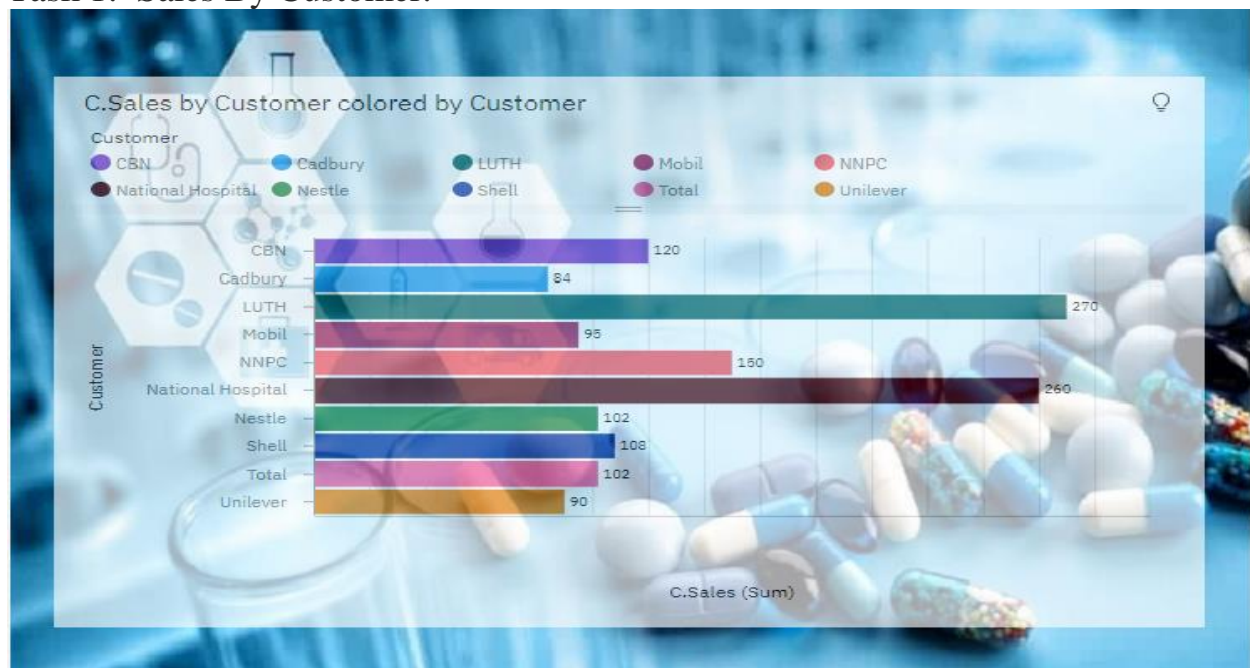 Task 1: Sales By Customer:
C.Sales by Customer colored by Customer
Customer
CBN Cadbury LUTH Mobil NNPC
National Hospital Nestle Shell Total Unilever
Customer
CBN 120
Cadbury 84
LUTH 270
Mobil 95
NNPC 150
National Hospital 260
Nestle 102
Shell 108
Total 102
Unilever 90
C.Sales (Sum)